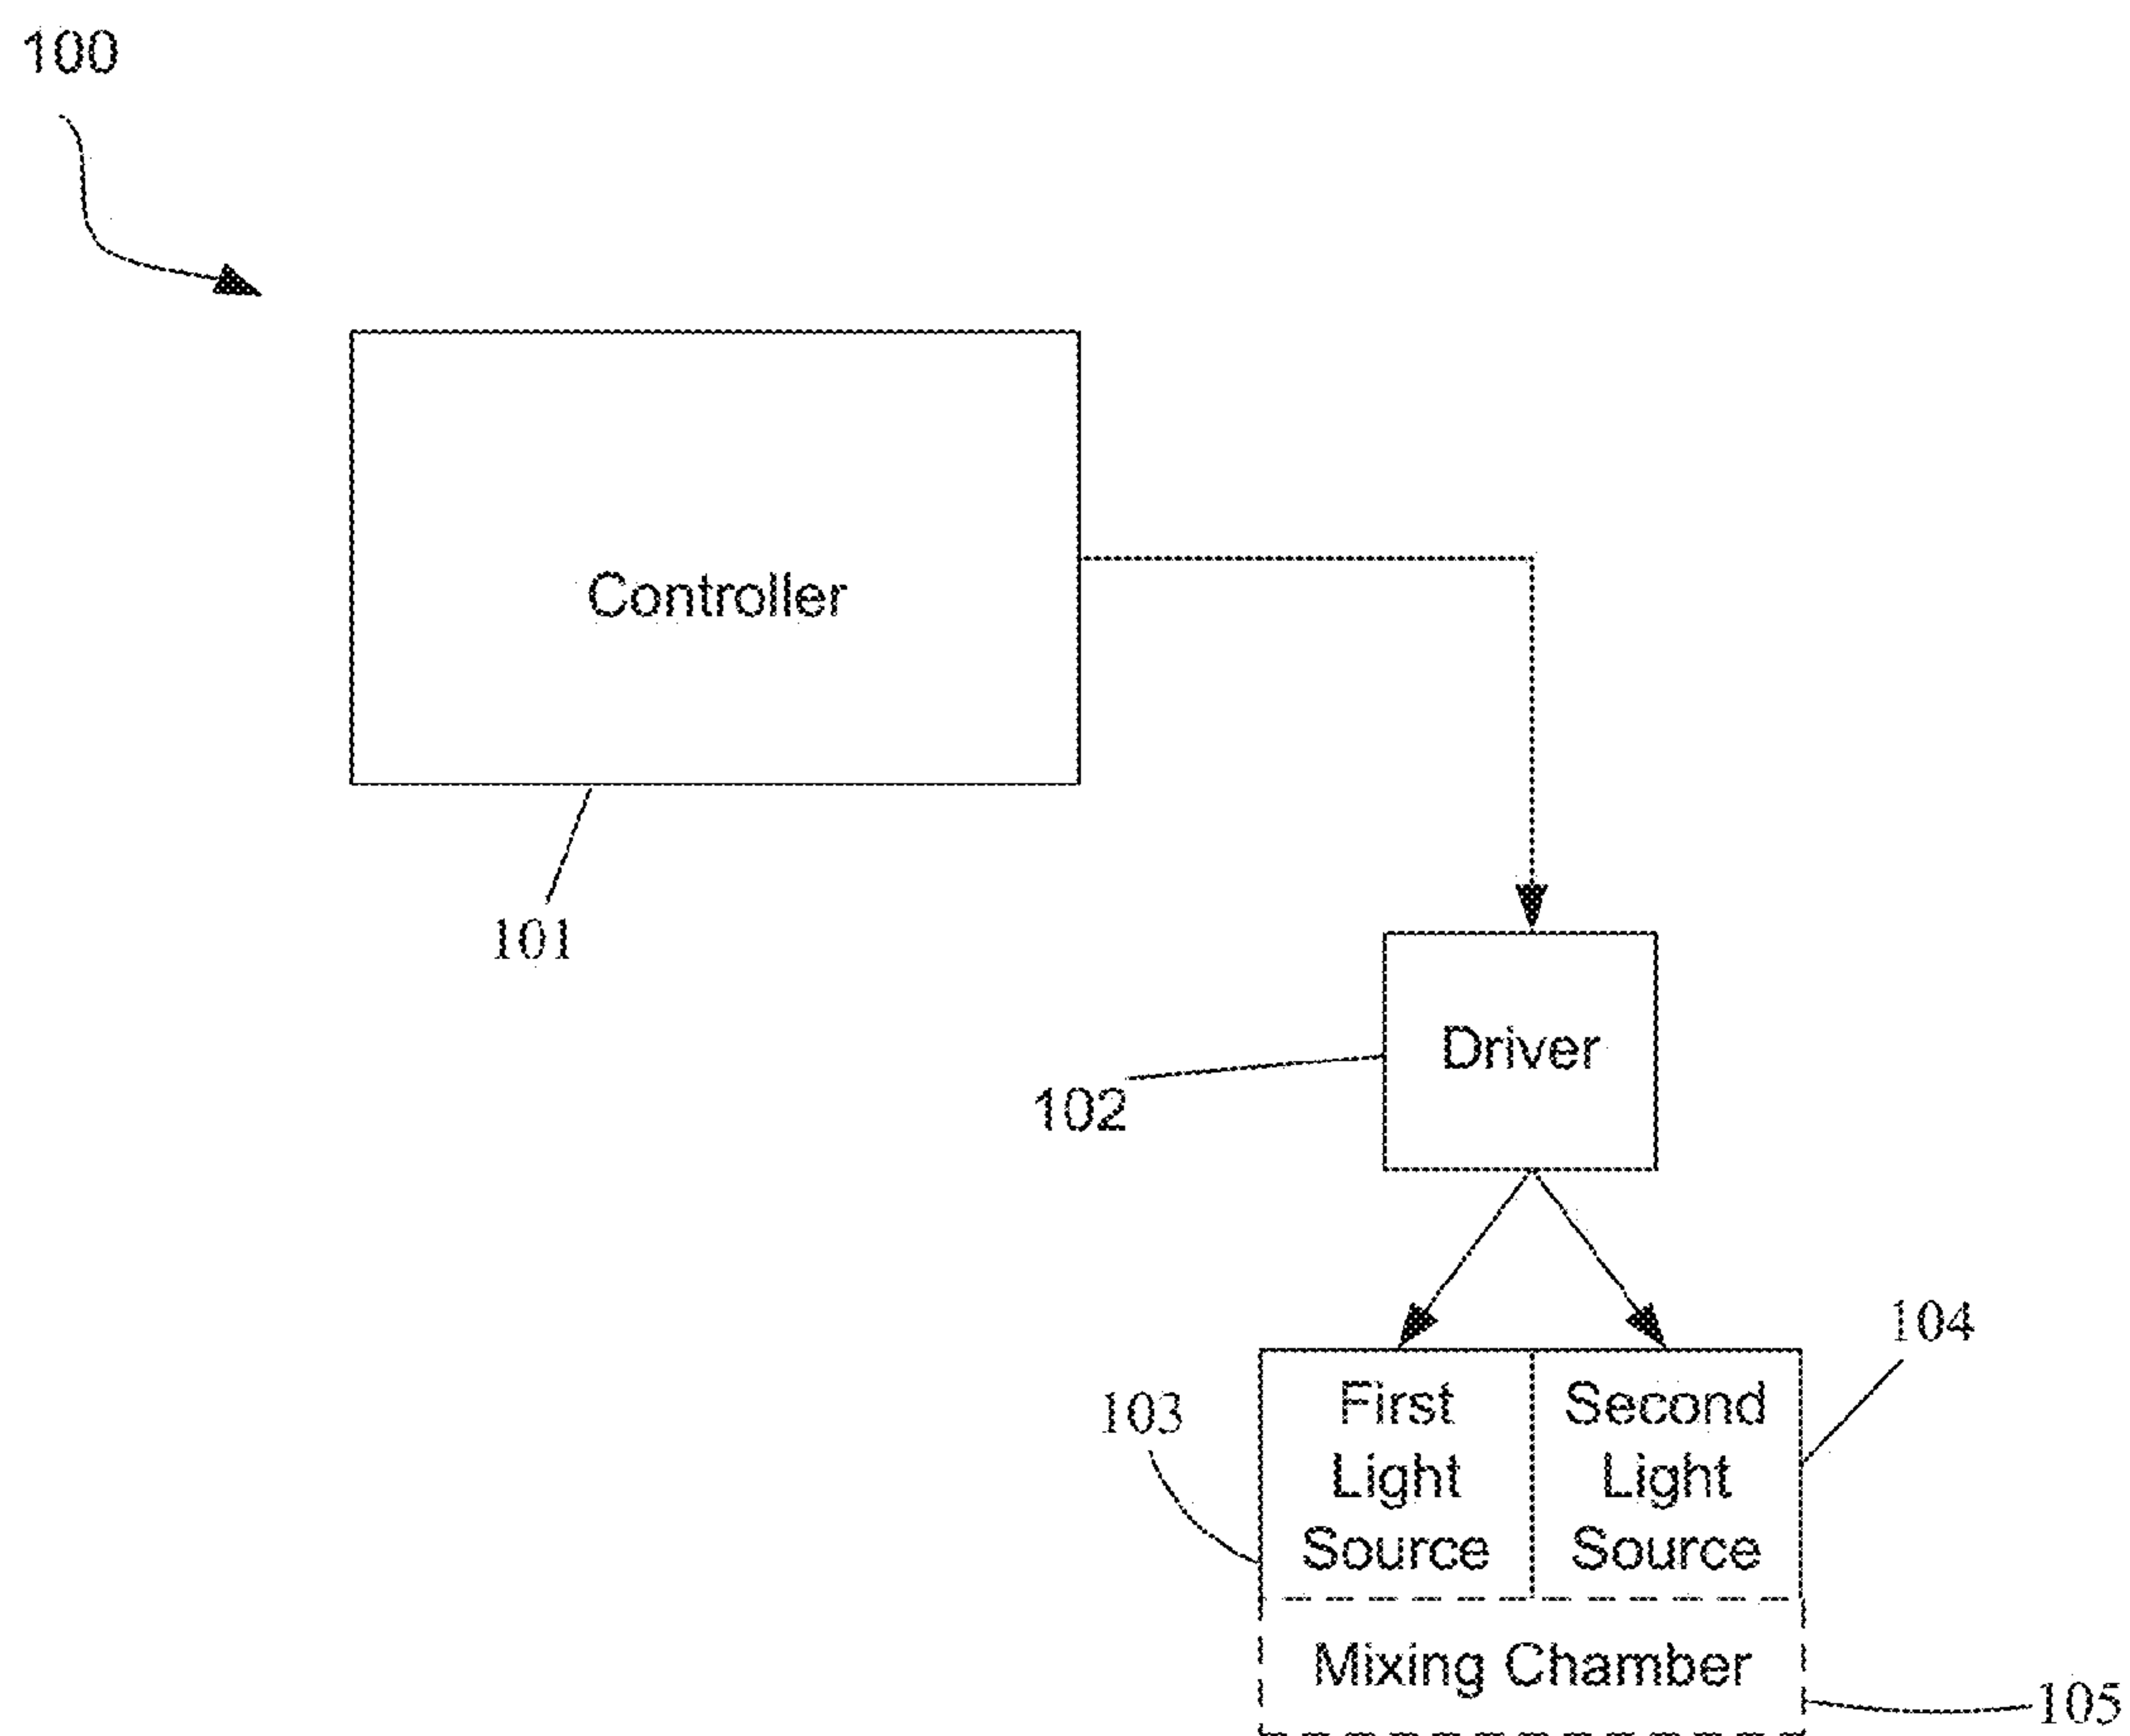 100
Controller
101
Driver
102
104
103
First
Light
Source
Second
Light
Source
Mixing Chamber
105